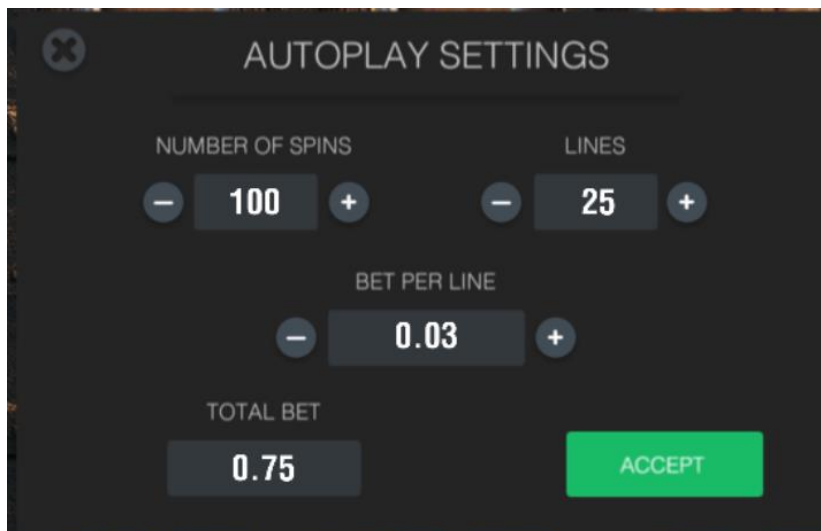 AUTOPLAY SETTINGS
NUMBER OF SPINS
LINES
100
25
BET PER LINE
0.03
TOTAL BET
0.75
ACCEPT